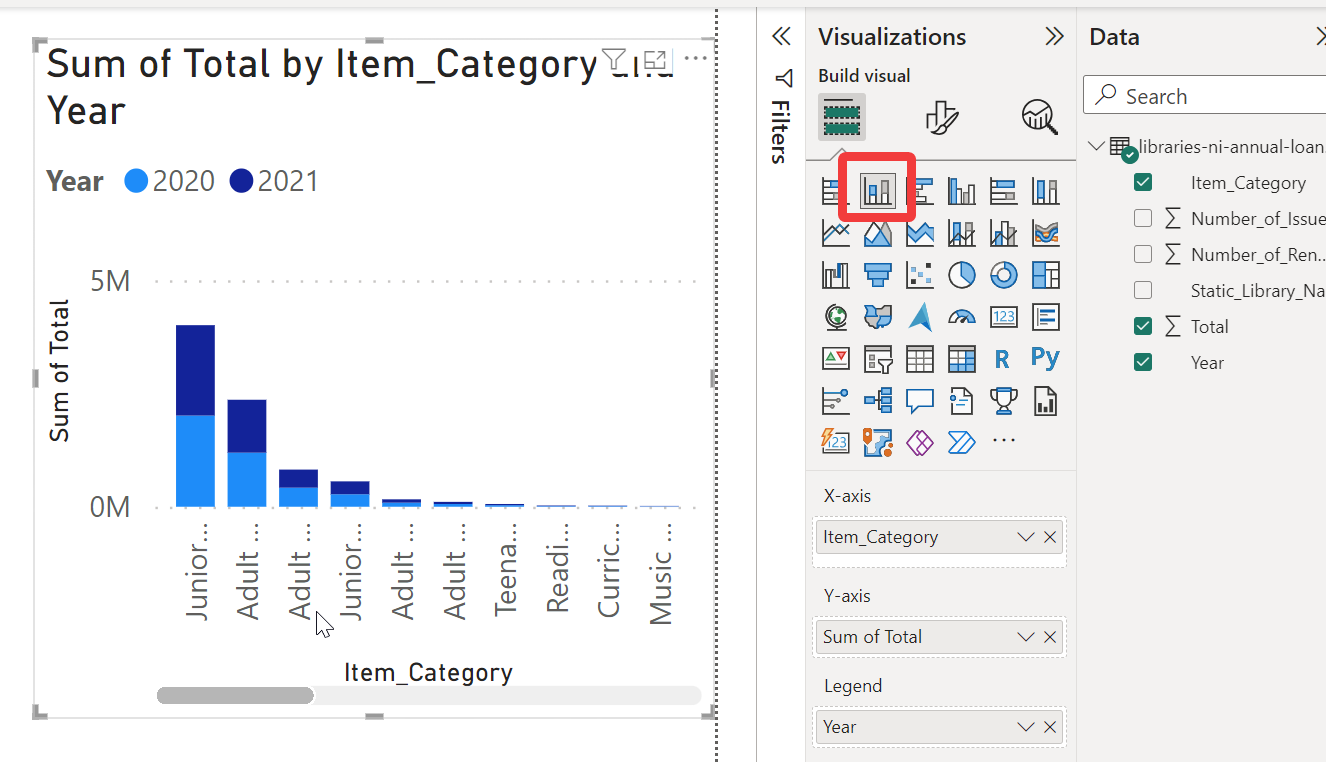 Sum of Total by Item_Category and
Year
Year 2020 2021
5M
0M
Sum of Total
Junior...
Adult ...
Adult ...
Junior...
Adult ...
Adult ...
Teena...
Readi...
Curric...
Music ...
Item_Category
Filters
Visualizations
Build visual
123
R
Py
123
...
X-axis
Item_Category
Y-axis
Sum of Total
Legend
Year
Data
Search
libraries-ni-annual-loan
Item_Category
Number_of_Issue
Number_of_Ren...
Static_Library_Na
Total
Year